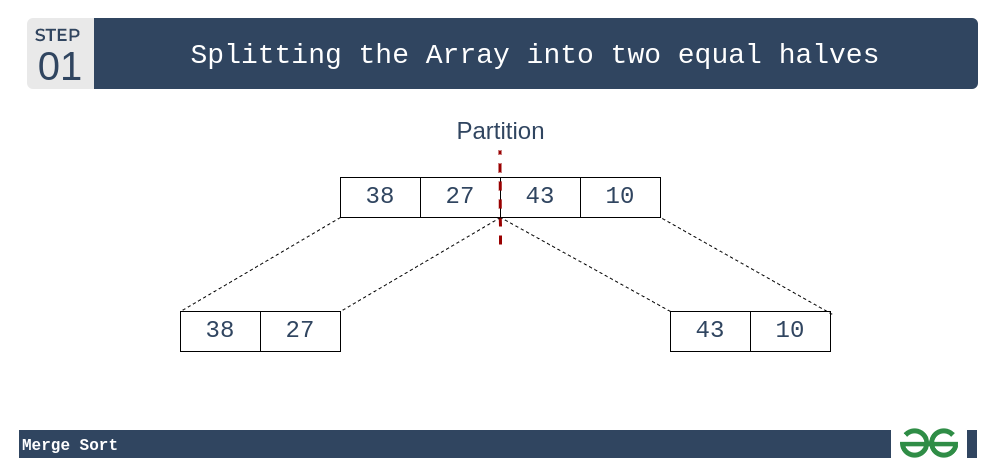 STEP
01
Splitting the Array into two equal halves
Partition
38 27 43 10
38 27 43 10
Merge Sort